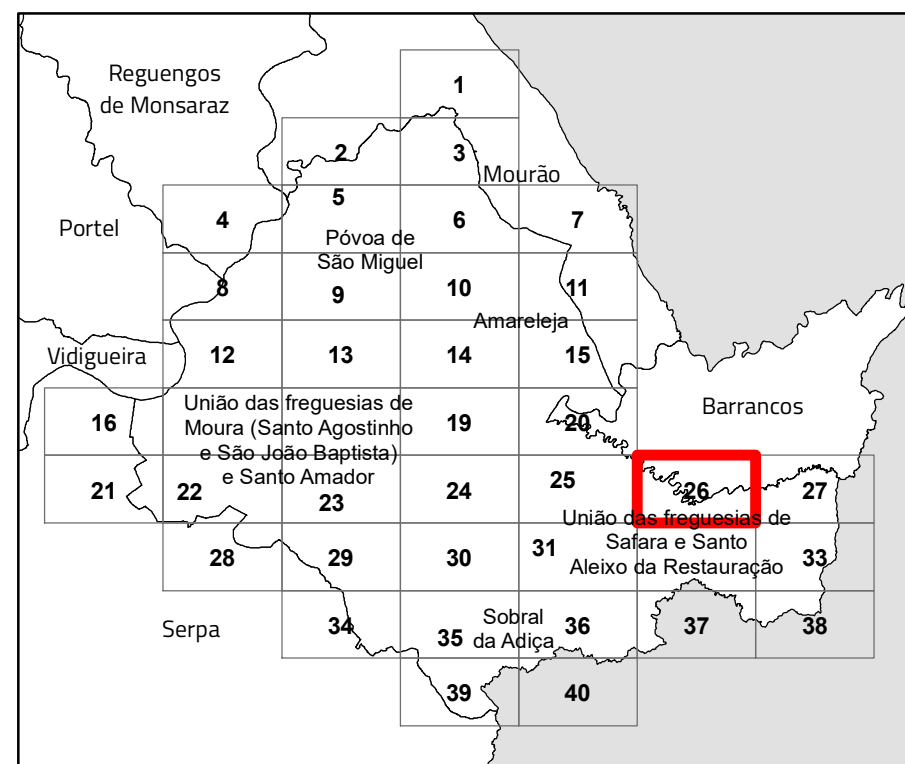 Reguengos
de Monsaraz
1
2
3
Mourão
4
5
6
7
Portel
Póvoa de
São Miguel
8
9
10
11
Amareleja
Vidigueira
12
13
14
15
16
União das freguesias de
Moura (Santo Agostinho
e São João Baptista)
e Santo Amador
19
20
Barrancos
21
22
23
24
25
26
27
União das freguesias de
Safara e Santo
Aleixo da Restauração
28
29
30
31
33
Serpa
34
35
Sobral
da Adiça
36
37
38
39
40